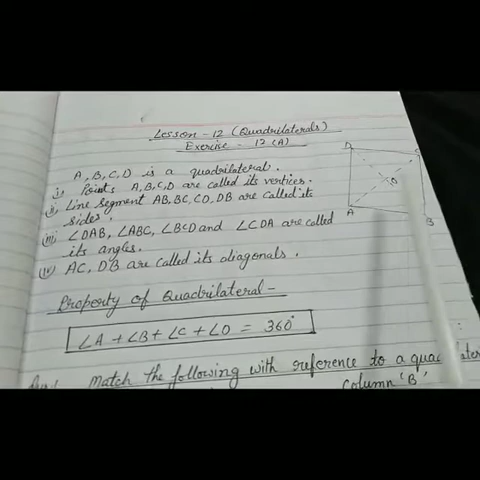 Lesson - 12 (Quadrilaterals)
Exercise - 12 (A)
A, B, C, D is a quadrilateral.
i) Points A, B, C, D are called its vertices.
ii) Line Segment AB, BC, CD, DB are called its
sides.
iii) ∠DAB, ∠ABC, ∠BCD and ∠CDA are called
its angles.
iv) AC, DB are called its diagonals.
D
O
A
B
Property of Quadrilateral -
∠A + ∠B + ∠C + ∠D = 360°
Match the following with reference to a quad
column 'B'